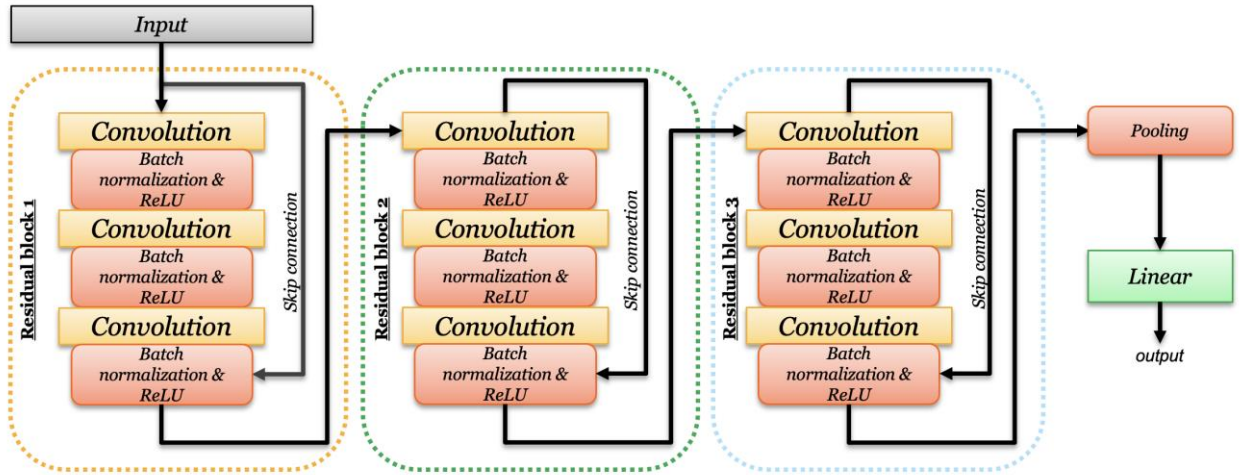 Input
Residual block 1
Convolution
Batch
normalization &
ReLU
Convolution
Batch
normalization &
ReLU
Convolution
Batch
normalization &
ReLU
Skip connection
Residual block 2
Convolution
Batch
normalization &
ReLU
Convolution
Batch
normalization &
ReLU
Convolution
Batch
normalization &
ReLU
Skip connection
Residual block 3
Convolution
Batch
normalization &
ReLU
Convolution
Batch
normalization &
ReLU
Convolution
Batch
normalization &
ReLU
Skip connection
Pooling
Linear
output